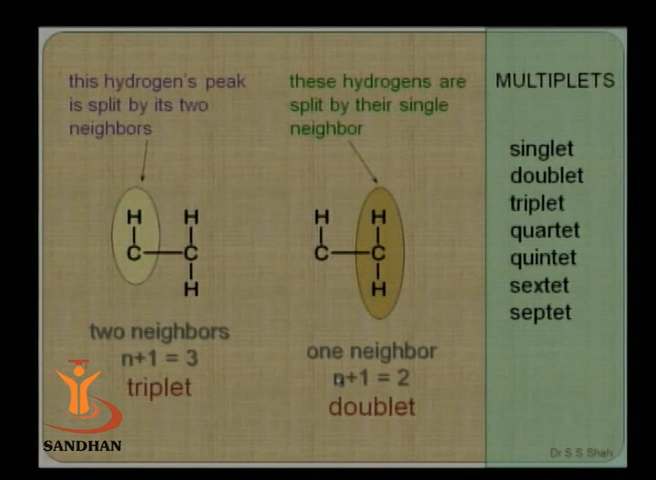 this hydrogen's peak
is split by its two
neighbors
these hydrogens are
split by their single
neighbor
H H
C C
H
H H
C C
H
two neighbors
n+1 = 3
triplet
one neighbor
n+1 = 2
doublet
MULTIPLETS
singlet
doublet
triplet
quartet
quintet
sextet
septet
SANDHAN
Dr S S Shah